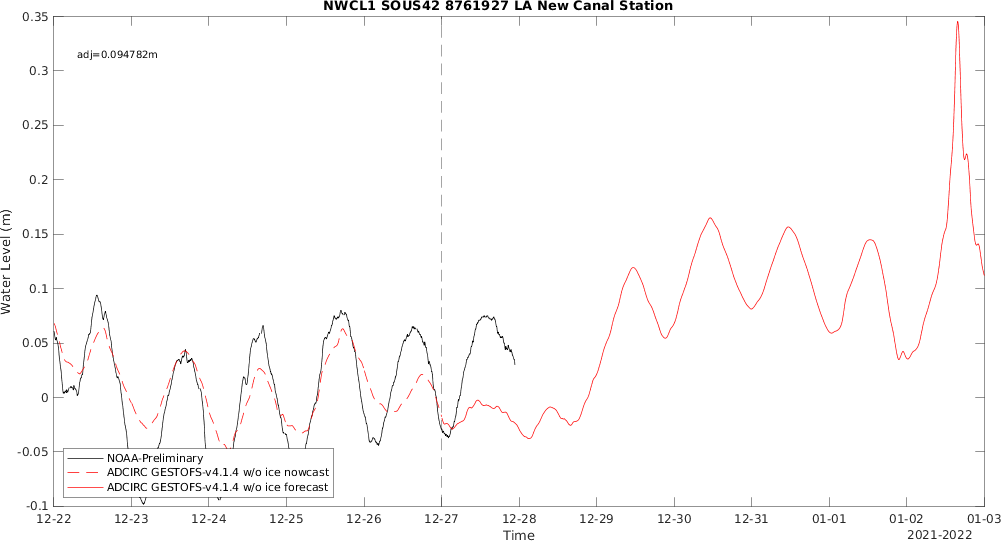 NWCL1 SOUS42 8761927 LA New Canal Station
adj=0.094782m
Water Level (m)
0.35
0.3
0.25
0.2
0.15
0.1
0.05
0
-0.05
-0.1
NOAA-Preliminary
ADCIRC GESTOFS-v4.1.4 w/o ice nowcast
ADCIRC GESTOFS-v4.1.4 w/o ice forecast
12-22 12-23 12-24 12-25 12-26 12-27 12-28 12-29 12-30 12-31 01-01 01-02 01-03
Time
2021-2022